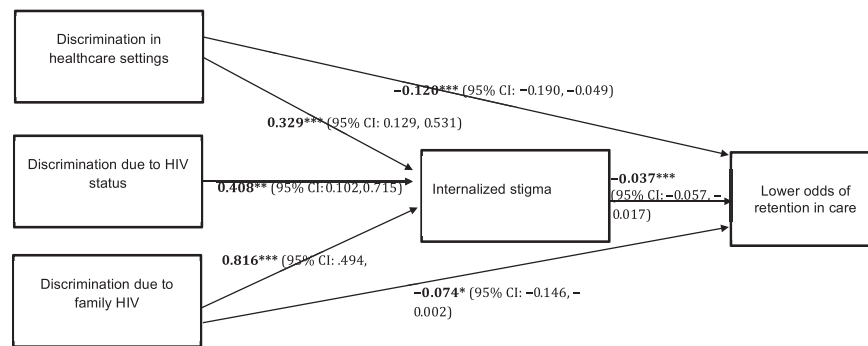 Discrimination in
healthcare settings
−0.120*** (95% CI: −0.190, −0.049)
0.329*** (95% CI: 0.129, 0.531)
Discrimination due to HIV
status
0.408** (95% CI:0.102,0.715)
Internalized stigma
−0.037***
(95% CI: −0.057, −
0.017)
Lower odds of
retention in care
Discrimination due to
family HIV
0.816*** (95% CI: .494,
−0.074* (95% CI: −0.146, −
0.002)